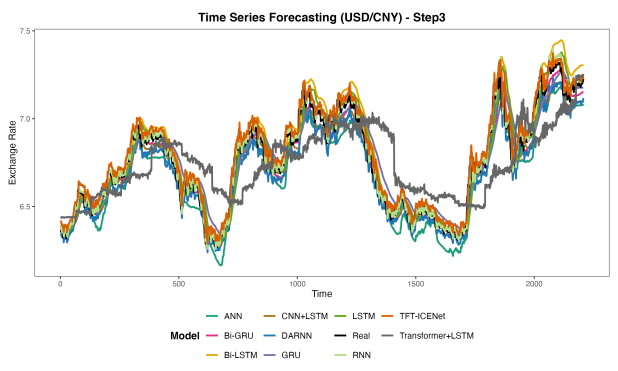 Time Series Forecasting (USD/CNY) - Step3
7.5
7.0
6.5
Exchange Rate
0 500 1000 1500 2000
Time
ANN CNN+LSTM LSTM TFT-ICENet
Model Bi-GRU DARNN Real Transformer+LSTM
Bi-LSTM GRU RNN